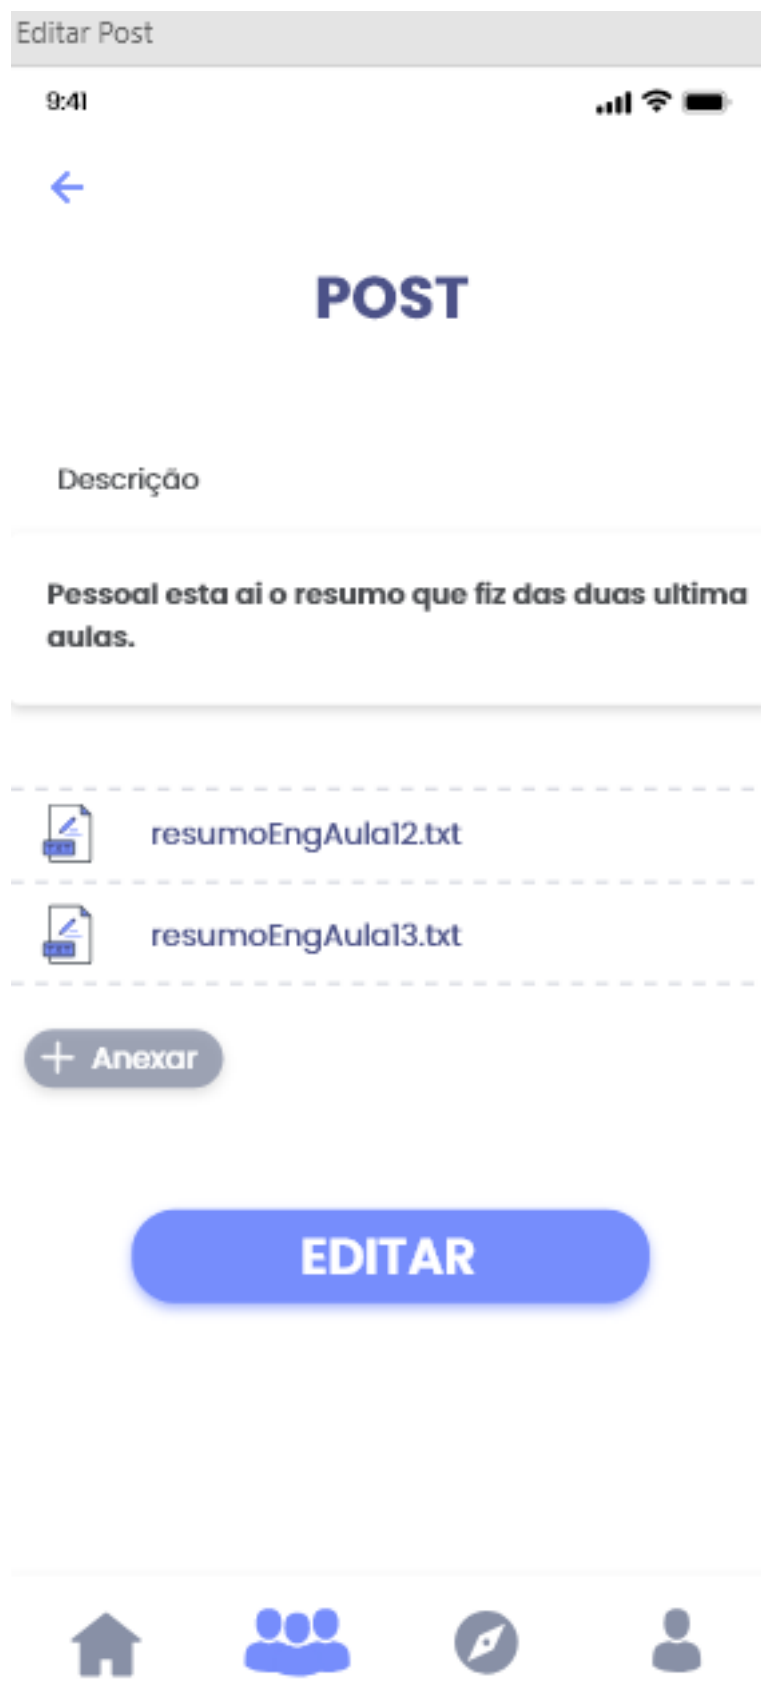 Editar Post
9:41
POST
Descrição
Pessoal esta ai o resumo que fiz das duas ultima
aulas.
resumoEngAula12.txt
resumoEngAula13.txt
Anexar
EDITAR